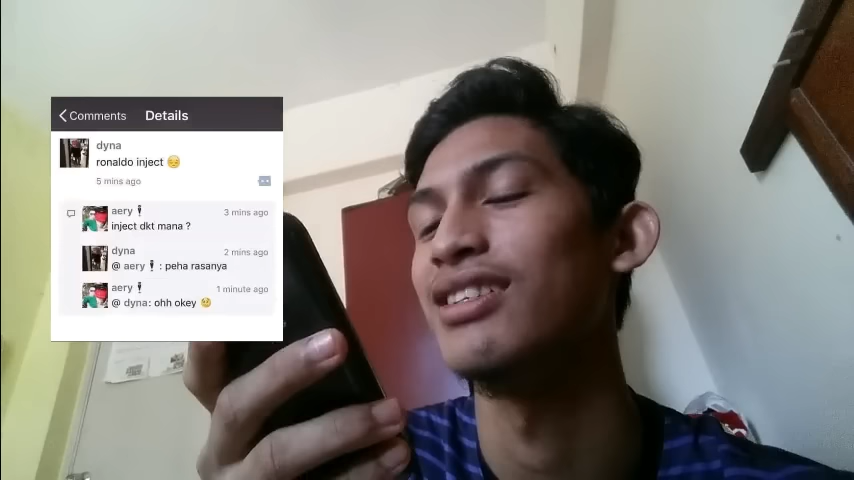 Comments Details
dyna
ronaldo inject 😒
5 mins ago
aery 🕴 3 mins ago
inject dkt mana ?
dyna 2 mins ago
@ aery 🕴 : peha rasanya
aery 🕴 1 minute ago
@ dyna: ohh okey 😢